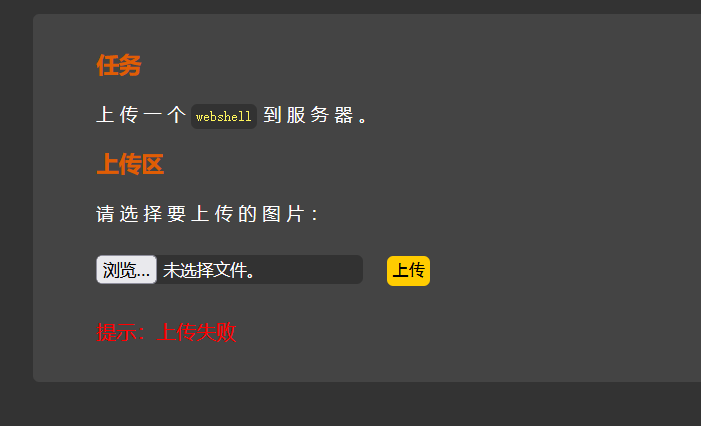 任务
上传一个 webshell 到服务器。
上传区
请选择要上传的图片：
浏览... 未选择文件。 上传
提示：上传失败